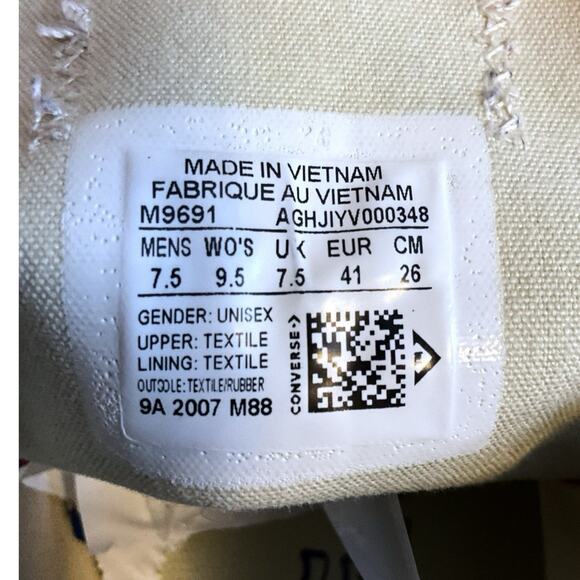 MADE IN VIETNAM
FABRIQUE AU VIETNAM
M9691 AGHJIYV000348
MENS WO'S UK EUR CM
7.5 9.5 7.5 41 26
GENDER: UNISEX
UPPER: TEXTILE
LINING: TEXTILE
OUTSOLE: TEXTILE/RUBBER
9A 2007 M88
CONVERSE